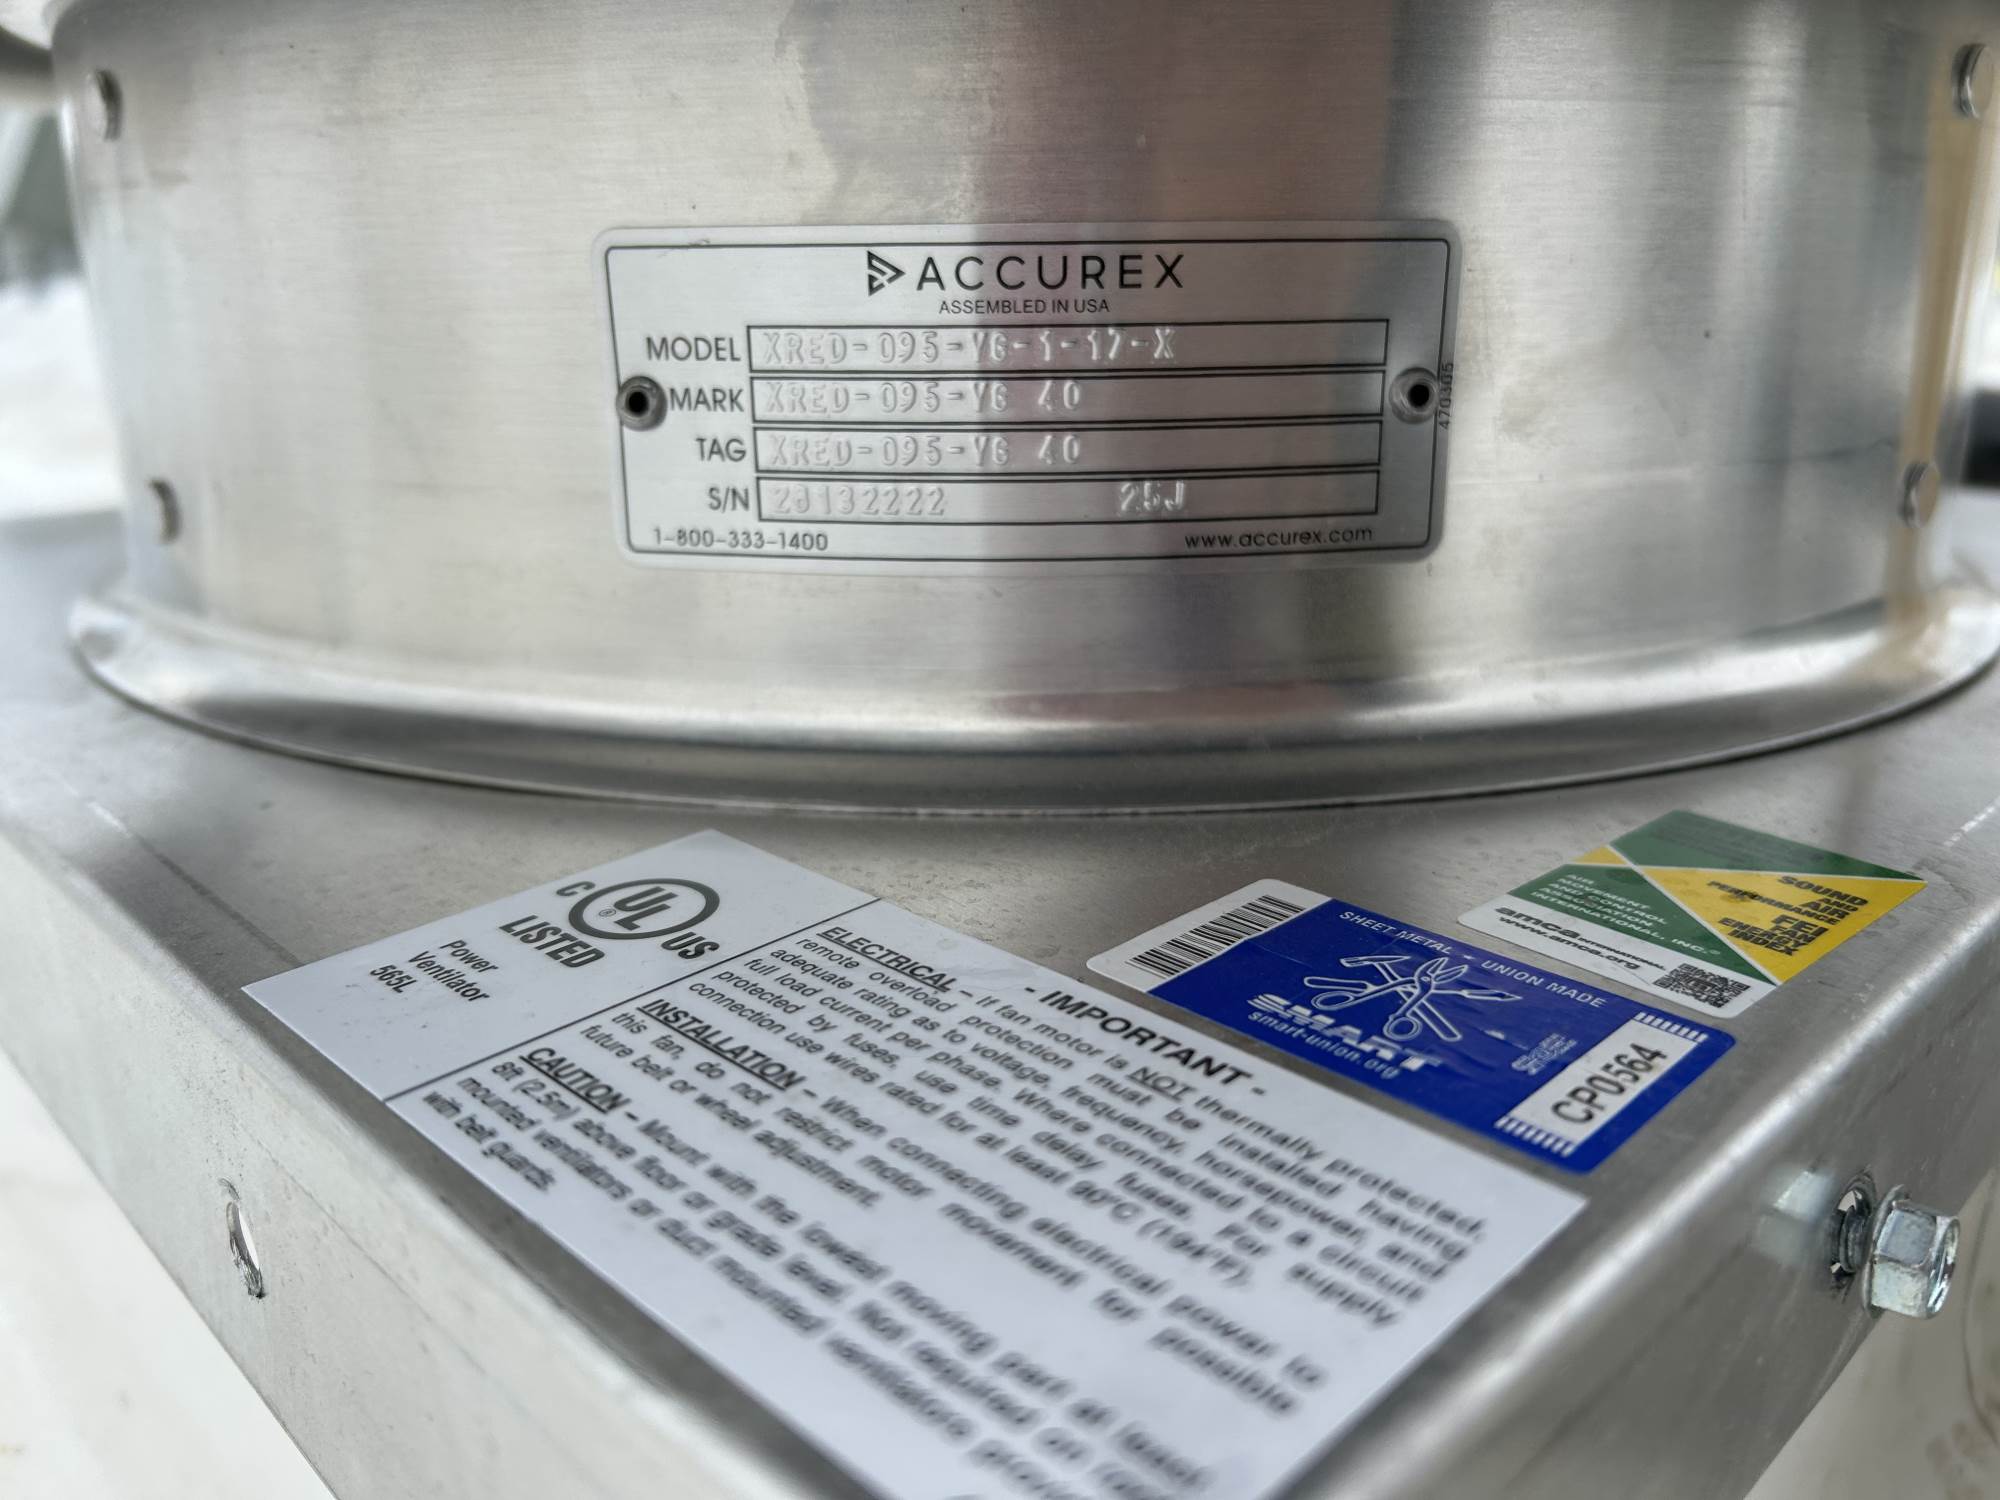 ACCUREX
ASSEMBLED IN USA
MODEL XRED-095-VG-1-17-X
MARK XRED-095-VG 40
TAG XRED-095-VG 40
S/N 28132222 25J
1-800-333-1400 www.accurex.com
470305
C UL ® US
LISTED
Power
Ventilator
565L
- IMPORTANT -
ELECTRICAL – If fan motor is NOT thermally protected,
remote overload protection must be installed having
adequate rating as to voltage, frequency, horsepower, and
full load current per phase. Where connected to a circuit
protected by fuses, use time delay fuses. For supply
connection use wires rated for at least 90°C (194°F).
INSTALLATION – When connecting electrical power to
this fan, do not restrict motor movement for possible
future belt or wheel adjustment.
CAUTION – Mount with the lowest moving part at least
8ft (2.5m) above floor or grade level. Not required on
mounted ventilators or duct mounted ventilators
with belt guards.
SHEET METAL • UNION MADE
SMART
smart-union.org
CP0564
AIR
MOVEMENT
AND CONTROL
ASSOCIATION
INTERNATIONAL, INC.®
amca INTERNATIONAL
www.amca.org
SOUND
AND
AIR
PERFORMANCE
FEI
FAN
ENERGY
INDEX